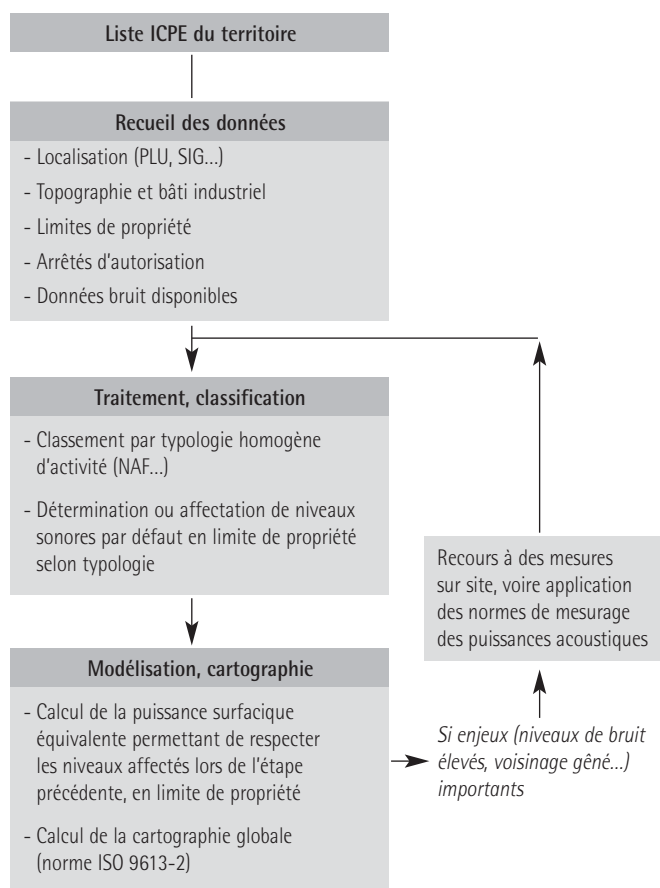 Liste ICPE du territoire
Recueil des données
- Localisation (PLU, SIG...)
- Topographie et bâti industriel
- Limites de propriété
- Arrêtés d'autorisation
- Données bruit disponibles
Traitement, classification
- Classement par typologie homogène
d'activité (NAF...)
- Détermination ou affectation de niveaux
sonores par défaut en limite de propriété
selon typologie
Modélisation, cartographie
- Calcul de la puissance surfacique
équivalente permettant de respecter
les niveaux affectés lors de l'étape
précédente, en limite de propriété
- Calcul de la cartographie globale
(norme ISO 9613-2)
Si enjeux (niveaux de bruit
élevés, voisinage gêné...)
importants
Recours à des mesures
sur site, voire application
des normes de mesurage
des puissances acoustiques